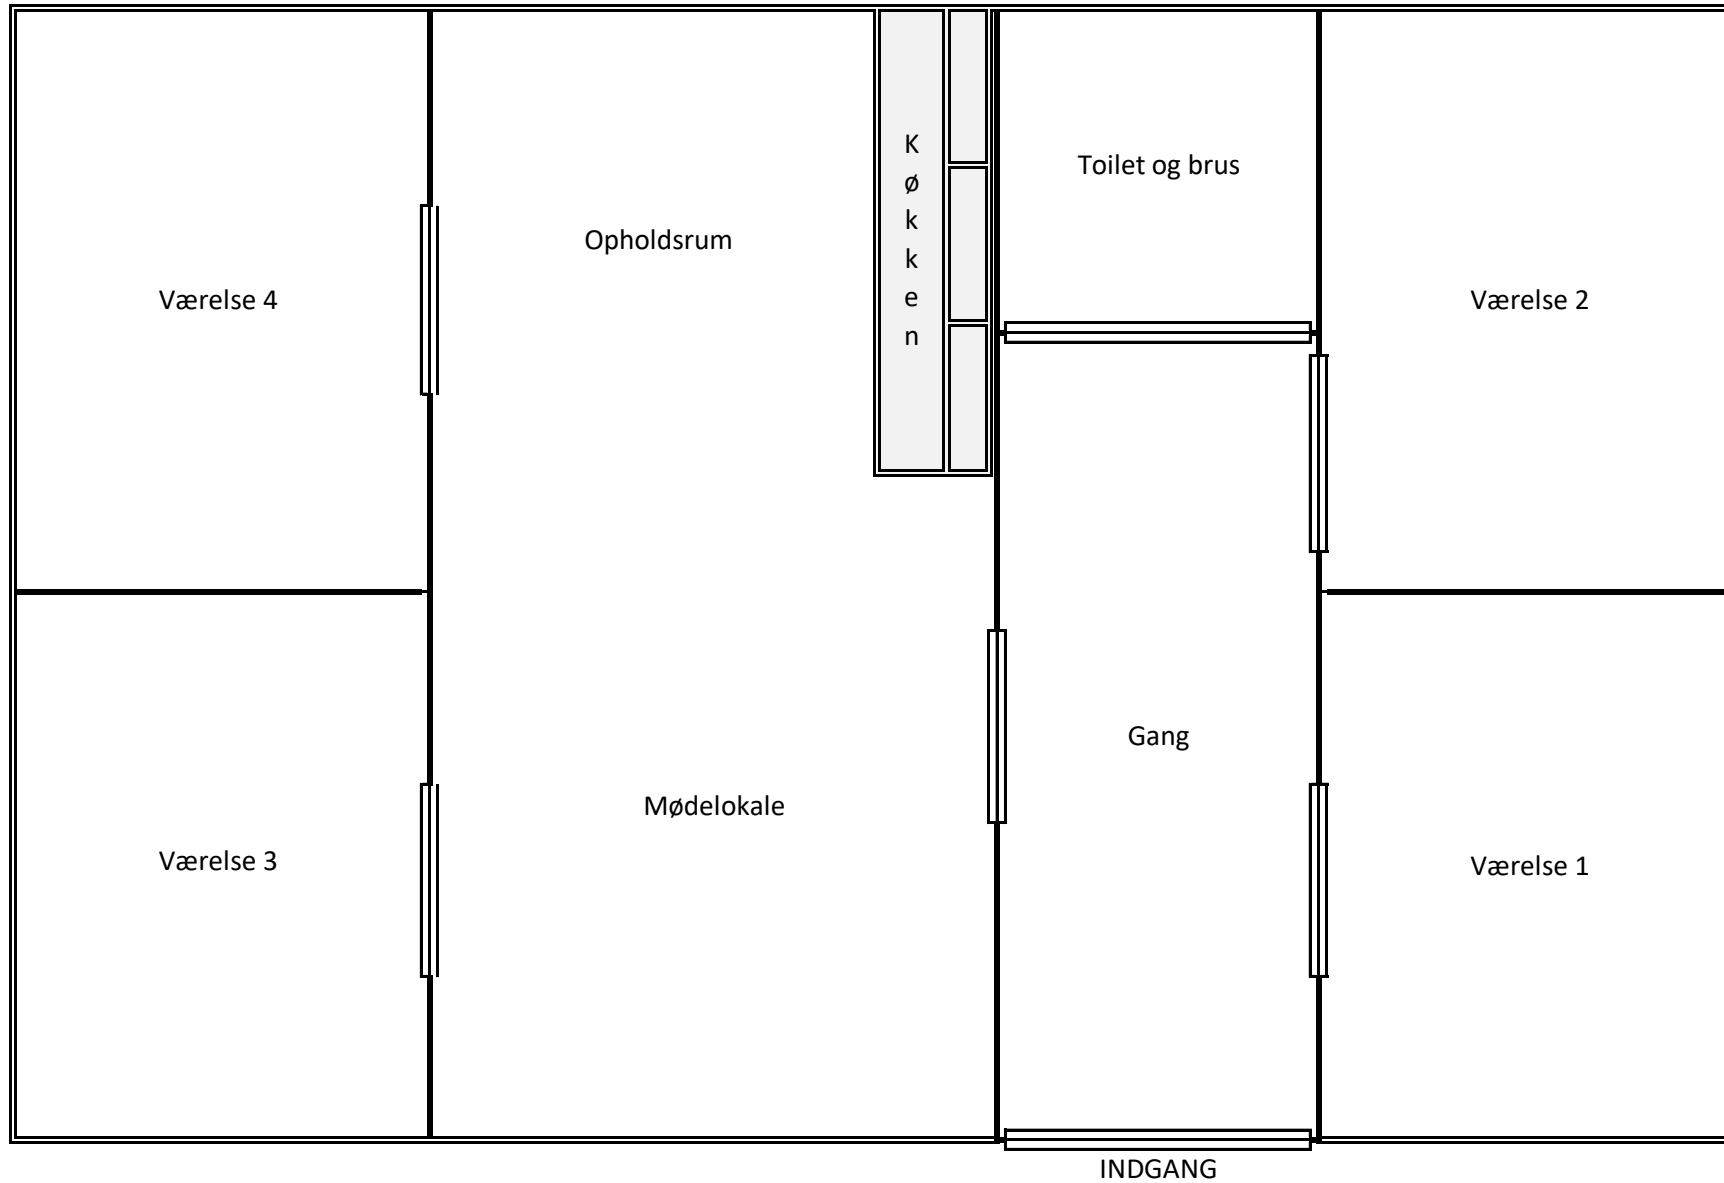 K
ø
k
k
e
n
Toilet og brus
Opholdsrum
Værelse 4
Værelse 2
Gang
Mødelokale
Værelse 3
Værelse 1
INDGANG